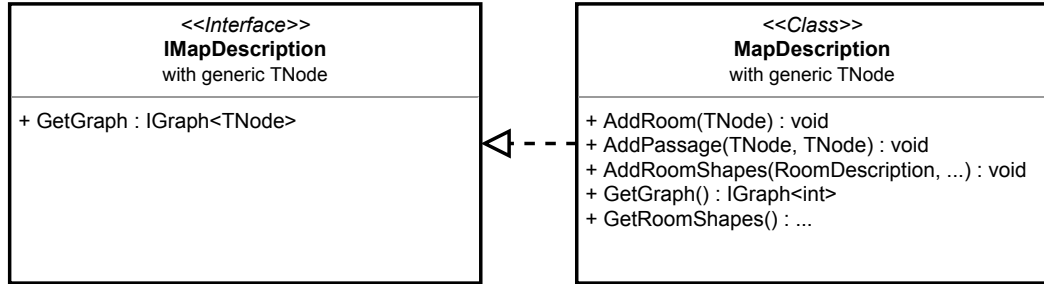 <<Interface>>
IMapDescription
with generic TNode
+ GetGraph : IGraph<TNode>
<<Class>>
MapDescription
with generic TNode
+ AddRoom(TNode) : void
+ AddPassage(TNode, TNode) : void
+ AddRoomShapes(RoomDescription, ...) : void
+ GetGraph() : IGraph<int>
+ GetRoomShapes() : ...